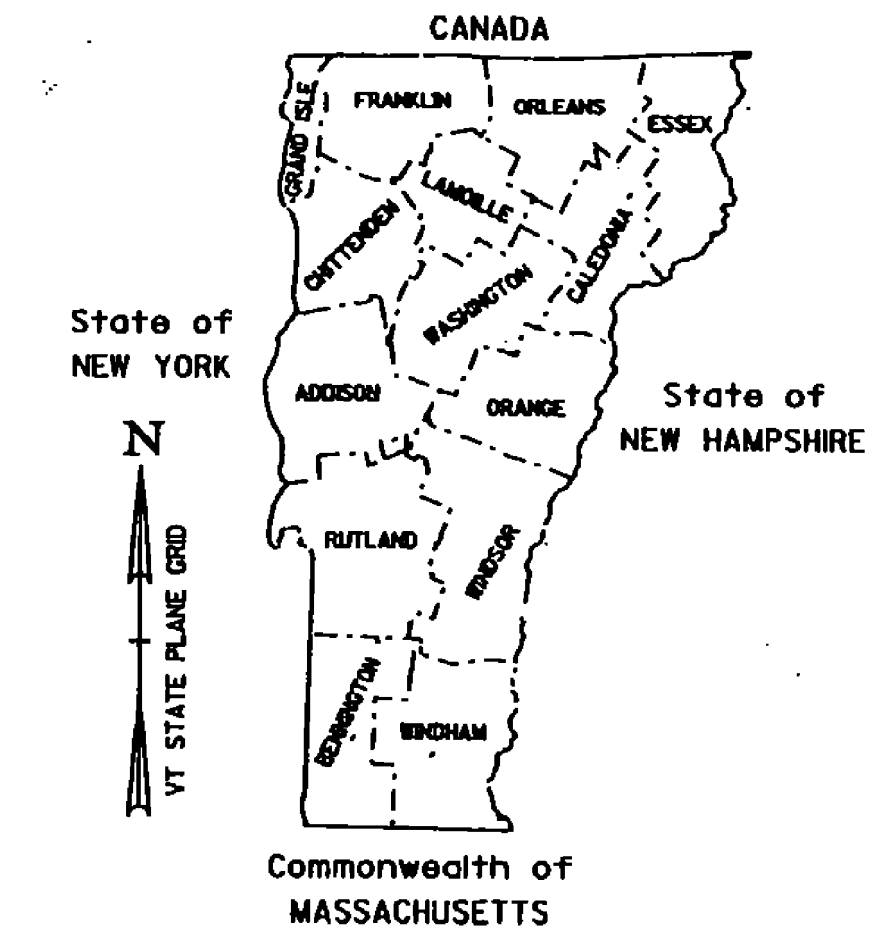 CANADA
FRANKLIN
ORLEANS
ESSEX
GRAND ISLE
LAMOILLE
CHITTENDEN
CALEDONIA
WASHINGTON
State of
NEW YORK
ADDISON
ORANGE
State of
NEW HAMPSHIRE
N
VT STATE PLANE GRID
RUTLAND
WINDSOR
BENNINGTON
WINDHAM
Commonwealth of
MASSACHUSETTS